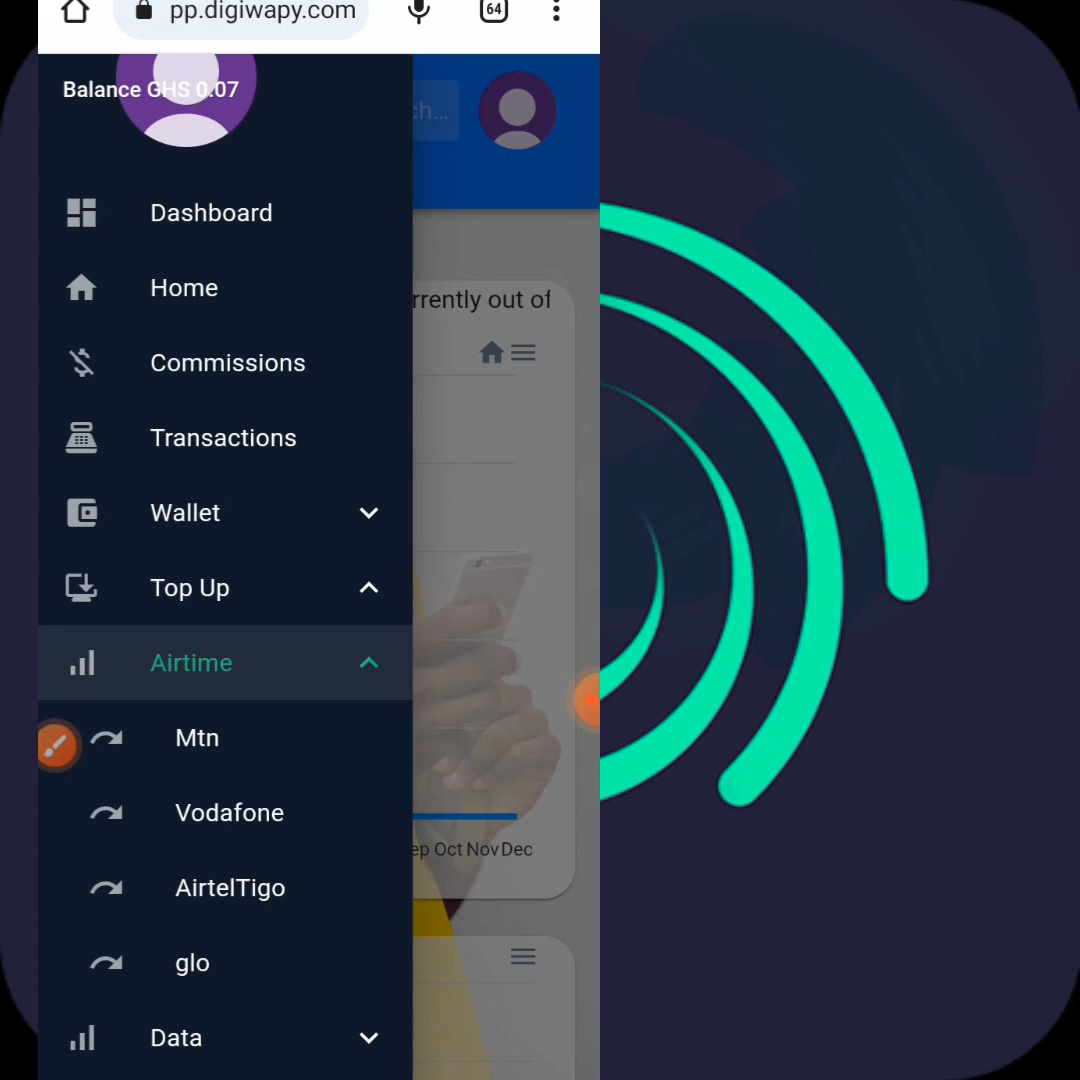 pp.digiwapy.com
64
Balance GHS 0.07
ch...
Dashboard
Home
rrently out of
Commissions
Transactions
Wallet
Top Up
Airtime
Mtn
Vodafone
ep Oct Nov Dec
AirtelTigo
glo
Data